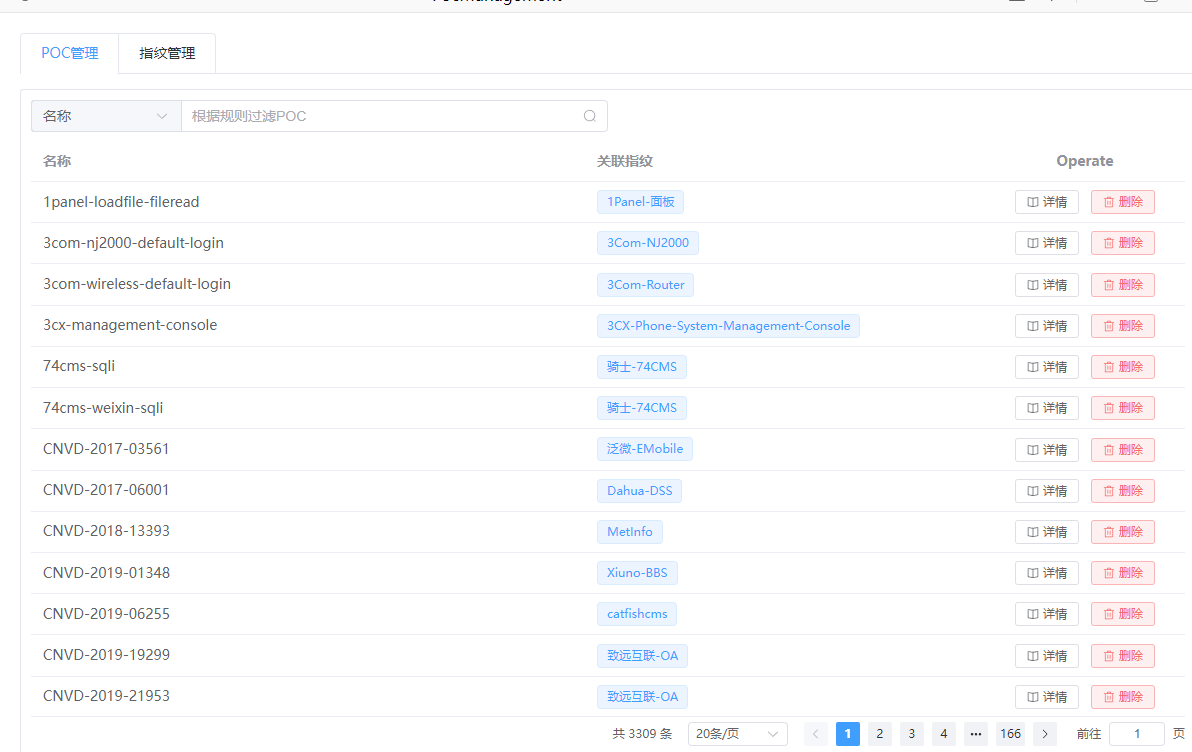 POC管理 指纹管理
名称 根据规则过滤POC
名称 关联指纹 Operate
1panel-loadfile-fileread 1Panel-面板 详情 删除
3com-nj2000-default-login 3Com-NJ2000 详情 删除
3com-wireless-default-login 3Com-Router 详情 删除
3cx-management-console 3CX-Phone-System-Management-Console 详情 删除
74cms-sqli 骑士-74CMS 详情 删除
74cms-weixin-sqli 骑士-74CMS 详情 删除
CNVD-2017-03561 泛微-EMobile 详情 删除
CNVD-2017-06001 Dahua-DSS 详情 删除
CNVD-2018-13393 MetInfo 详情 删除
CNVD-2019-01348 Xiuno-BBS 详情 删除
CNVD-2019-06255 catfishcms 详情 删除
CNVD-2019-19299 致远互联-OA 详情 删除
CNVD-2019-21953 致远互联-OA 详情 删除
共 3309 条 20条/页 1 2 3 4 ••• 166 前往 1 页